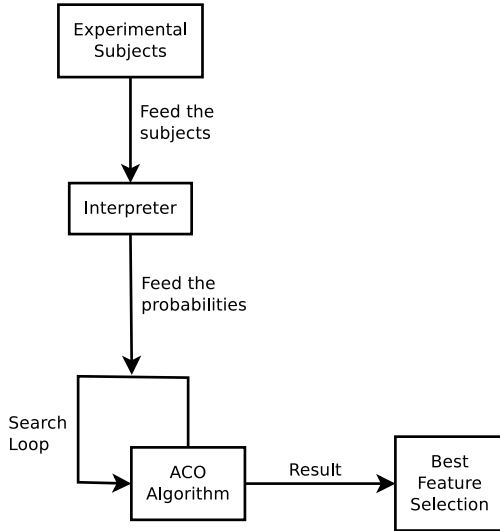 Experimental
Subjects
Feed the
subjects
Interpreter
Feed the
probabilities
Search
Loop
ACO
Algorithm
Result
Best
Feature
Selection